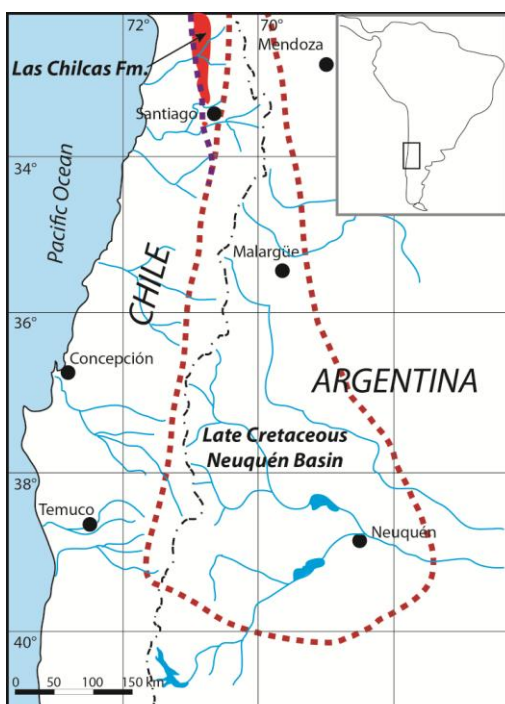 72°
70°
Mendoza
Las Chilcas Fm.
Santiago
34°
Pacific Ocean
CHILE
Malargüe
36°
Concepción
ARGENTINA
Late Cretaceous
Neuquén Basin
38°
Temuco
Neuquén
40°
0 50 100 150 km